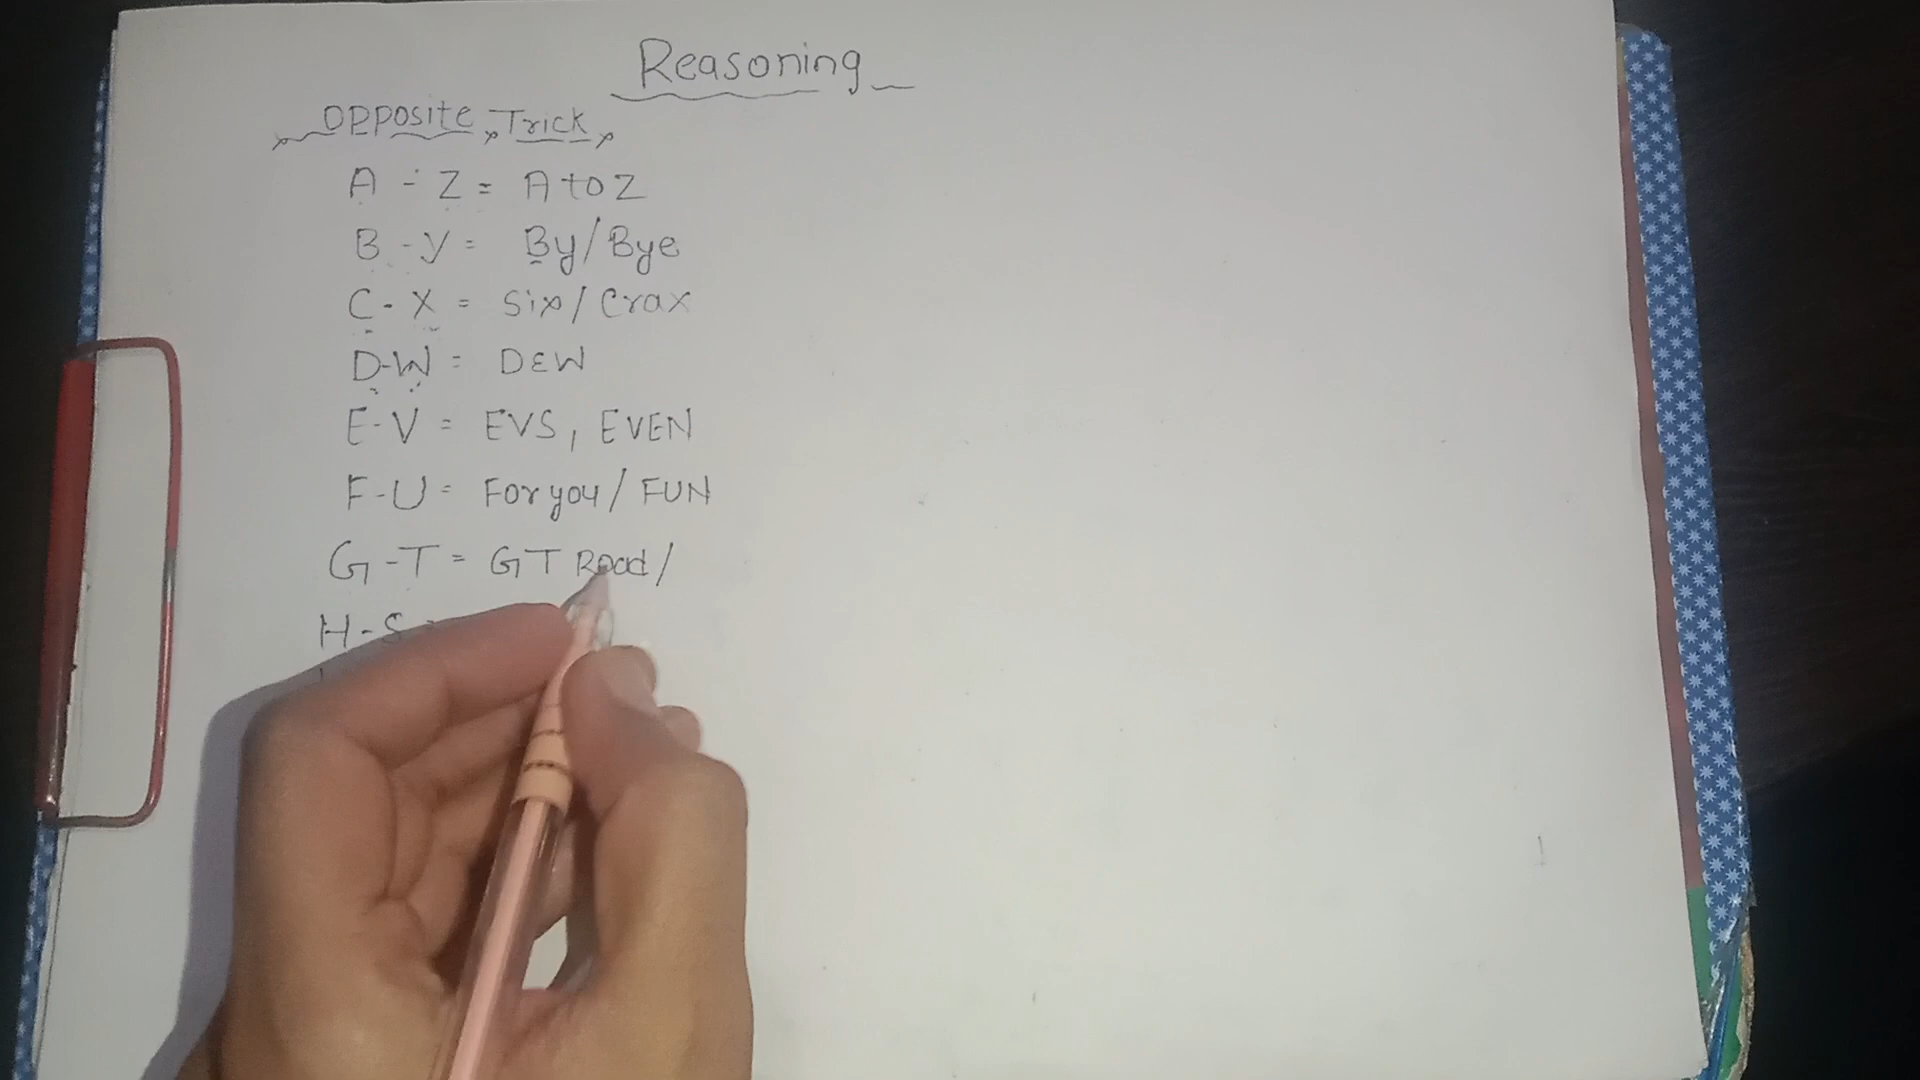 Reasoning
Opposite Trick
A - Z = A to Z
B - Y = By/Bye
C - X = Six/Crax
D-W = DEW
E-V = EVS, EVEN
F-U = For you/FUN
G-T = GT Road/
H-S =